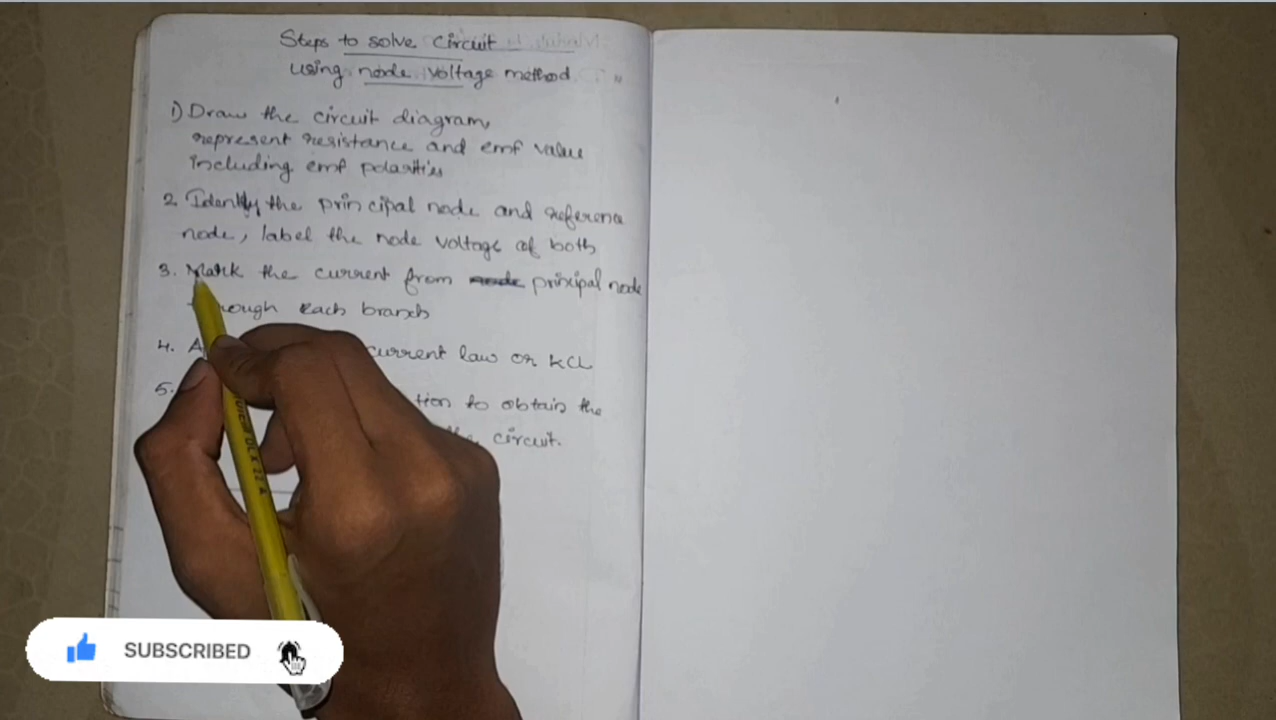 Steps to solve Circuit
using node voltage method
1) Draw the circuit diagram,
represent resistance and emf value
including emf polarities
2. Identify the principal node and reference
node, label the node voltage of both
3. Mark the current from principal node
through each branch
4. current law or KCL
5. tion to obtain the
the circuit.
SUBSCRIBED